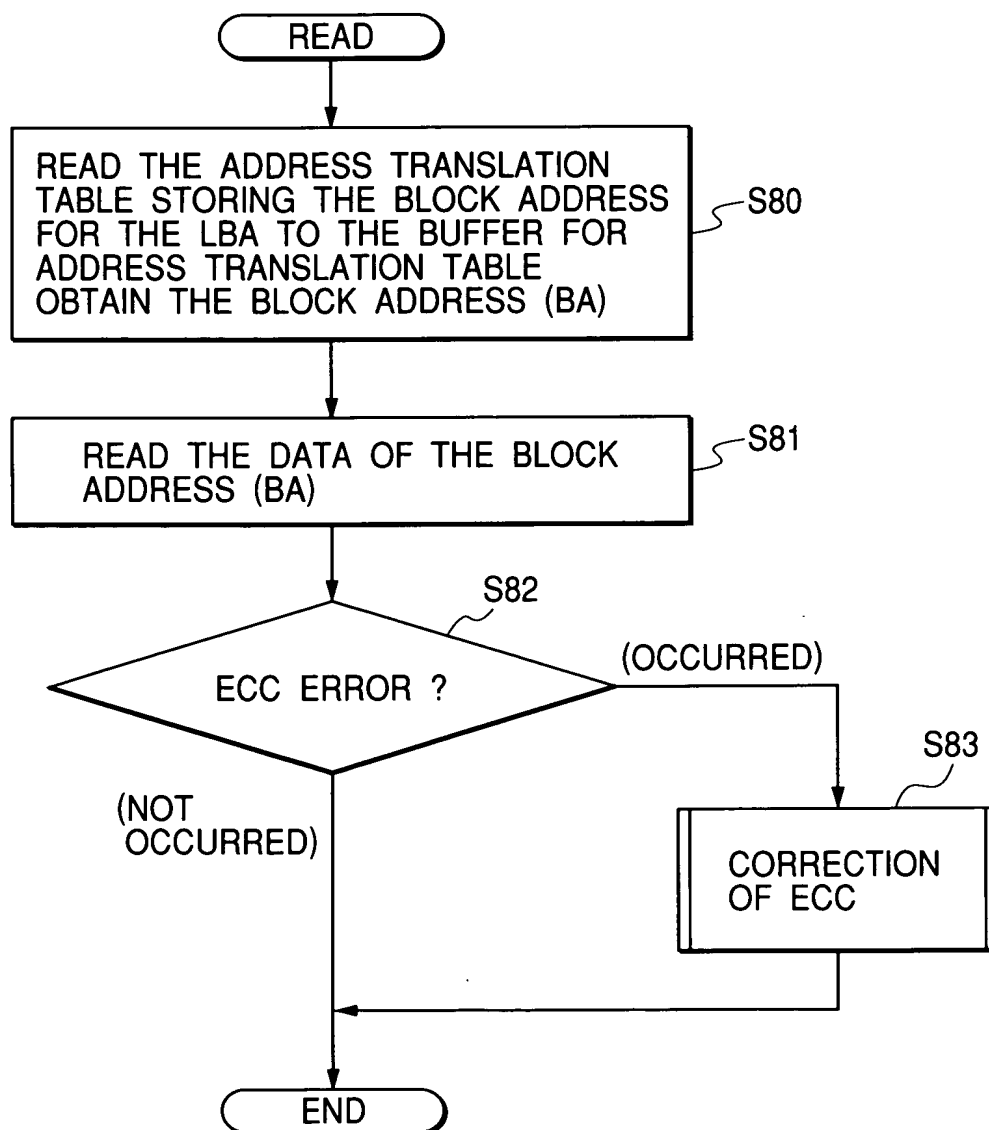 READ
READ THE ADDRESS TRANSLATION
TABLE STORING THE BLOCK ADDRESS
FOR THE LBA TO THE BUFFER FOR
ADDRESS TRANSLATION TABLE
OBTAIN THE BLOCK ADDRESS (BA)
S80
READ THE DATA OF THE BLOCK
ADDRESS (BA)
S81
S82
ECC ERROR ?
(OCCURRED)
(NOT
OCCURRED)
S83
CORRECTION
OF ECC
END